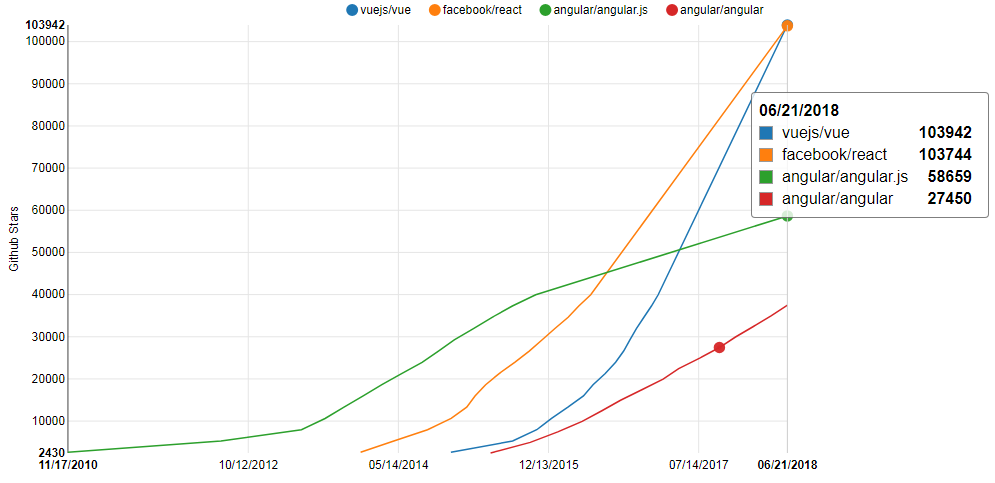 vuejs/vue facebook/react angular/angular.js angular/angular
103942
100000
90000
80000
70000
60000
50000
40000
30000
20000
10000
2430
Github Stars
06/21/2018
vuejs/vue 103942
facebook/react 103744
angular/angular.js 58659
angular/angular 27450
11/17/2010 10/12/2012 05/14/2014 12/13/2015 07/14/2017 06/21/2018